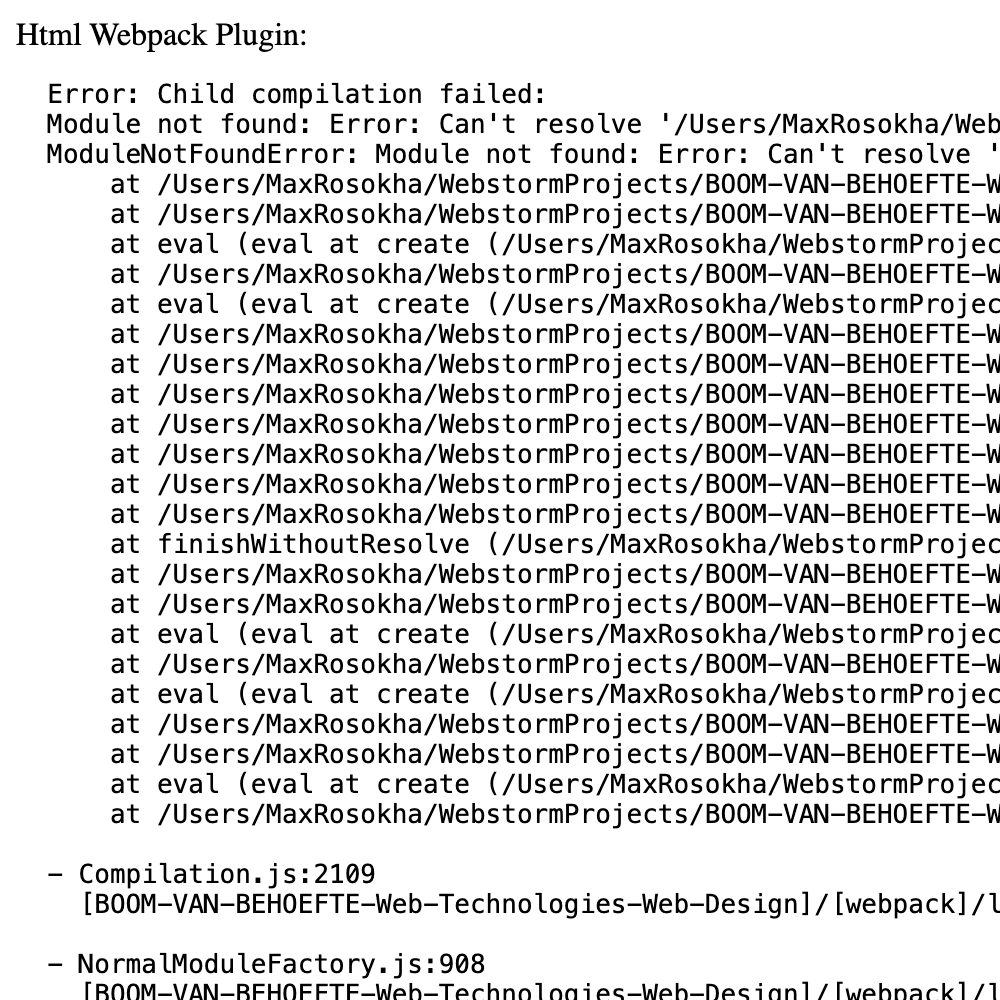 Html Webpack Plugin:
Error: Child compilation failed:
Module not found: Error: Can't resolve '/Users/MaxRosokha/Web
ModuleNotFoundError: Module not found: Error: Can't resolve '
at /Users/MaxRosokha/WebstormProjects/BOOM-VAN-BEHOEFTE-W
at /Users/MaxRosokha/WebstormProjects/BOOM-VAN-BEHOEFTE-W
at eval (eval at create (/Users/MaxRosokha/WebstormProjec
at /Users/MaxRosokha/WebstormProjects/BOOM-VAN-BEHOEFTE-W
at eval (eval at create (/Users/MaxRosokha/WebstormProjec
at /Users/MaxRosokha/WebstormProjects/BOOM-VAN-BEHOEFTE-W
at /Users/MaxRosokha/WebstormProjects/BOOM-VAN-BEHOEFTE-W
at /Users/MaxRosokha/WebstormProjects/BOOM-VAN-BEHOEFTE-W
at /Users/MaxRosokha/WebstormProjects/BOOM-VAN-BEHOEFTE-W
at /Users/MaxRosokha/WebstormProjects/BOOM-VAN-BEHOEFTE-W
at /Users/MaxRosokha/WebstormProjects/BOOM-VAN-BEHOEFTE-W
at /Users/MaxRosokha/WebstormProjects/BOOM-VAN-BEHOEFTE-W
at finishWithoutResolve (/Users/MaxRosokha/WebstormProjec
at /Users/MaxRosokha/WebstormProjects/BOOM-VAN-BEHOEFTE-W
at /Users/MaxRosokha/WebstormProjects/BOOM-VAN-BEHOEFTE-W
at eval (eval at create (/Users/MaxRosokha/WebstormProjec
at /Users/MaxRosokha/WebstormProjects/BOOM-VAN-BEHOEFTE-W
at eval (eval at create (/Users/MaxRosokha/WebstormProjec
at /Users/MaxRosokha/WebstormProjects/BOOM-VAN-BEHOEFTE-W
at /Users/MaxRosokha/WebstormProjects/BOOM-VAN-BEHOEFTE-W
at eval (eval at create (/Users/MaxRosokha/WebstormProjec
at /Users/MaxRosokha/WebstormProjects/BOOM-VAN-BEHOEFTE-W
- Compilation.js:2109
[BOOM-VAN-BEHOEFTE-Web-Technologies-Web-Design]/[webpack]/l
- NormalModuleFactory.js:908
[BOOM-VAN-BEHOEFTE-Web-Technologies-Web-Design]/[webpack]/l